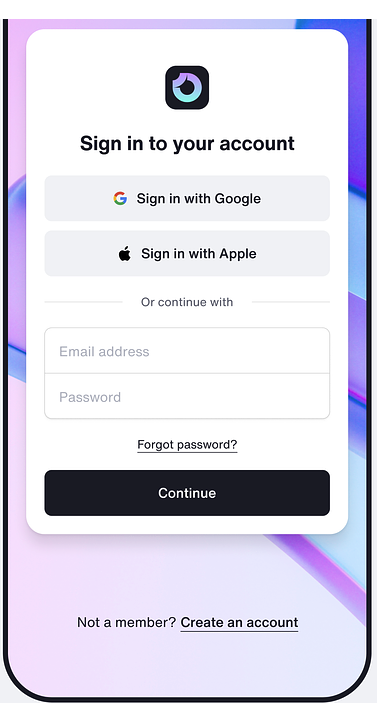 Sign in to your account
Sign in with Google
Sign in with Apple
Or continue with
Email address
Password
Forgot password?
Continue
Not a member? Create an account